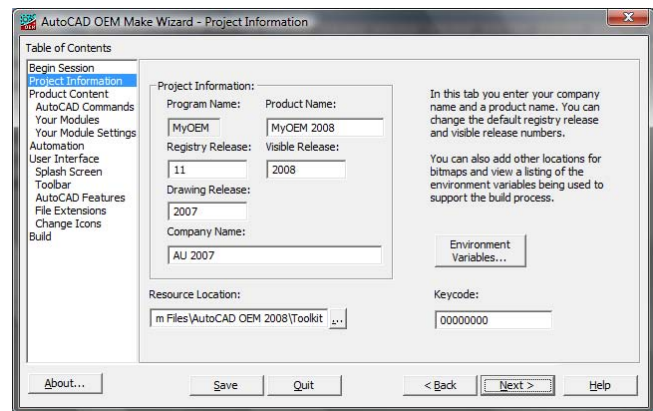 AutoCAD OEM Make Wizard - Project Information
Table of Contents
Begin Session
Project Information
Product Content
AutoCAD Commands
Your Modules
Your Module Settings
Automation
User Interface
Splash Screen
Toolbar
AutoCAD Features
File Extensions
Change Icons
Build
Project Information:
Program Name: Product Name:
MyOEM MyOEM 2008
Registry Release: Visible Release:
11 2008
Drawing Release:
2007
Company Name:
AU 2007
Resource Location:
m Files\AutoCAD OEM 2008\Toolkit ...
In this tab you enter your company
name and a product name. You can
change the default registry release
and visible release numbers.
You can also add other locations for
bitmaps and view a listing of the
environment variables being used to
support the build process.
Environment
Variables...
Keycode:
00000000
About... Save Quit < Back Next > Help